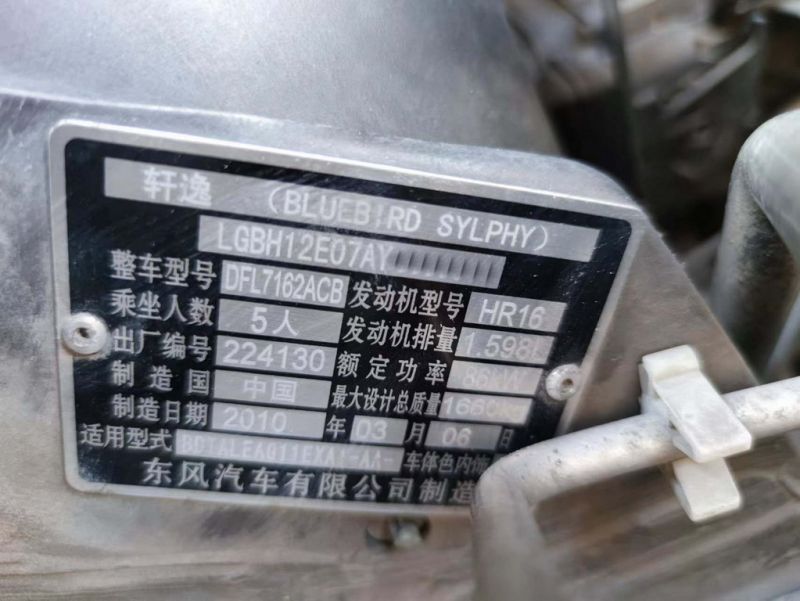 轩逸 (BLUEBIRD SYLPHY)
LGBH12E07AY
整车型号 DFL7162ACB 发动机型号 HR16
乘坐人数 5人 发动机排量 1.598L
出厂编号 224130 额定功率
制造国 中国 最大设计总质量
制造日期 2010 年 03 月 06 日
适用型式 车体色内饰
东风汽车有限公司制造